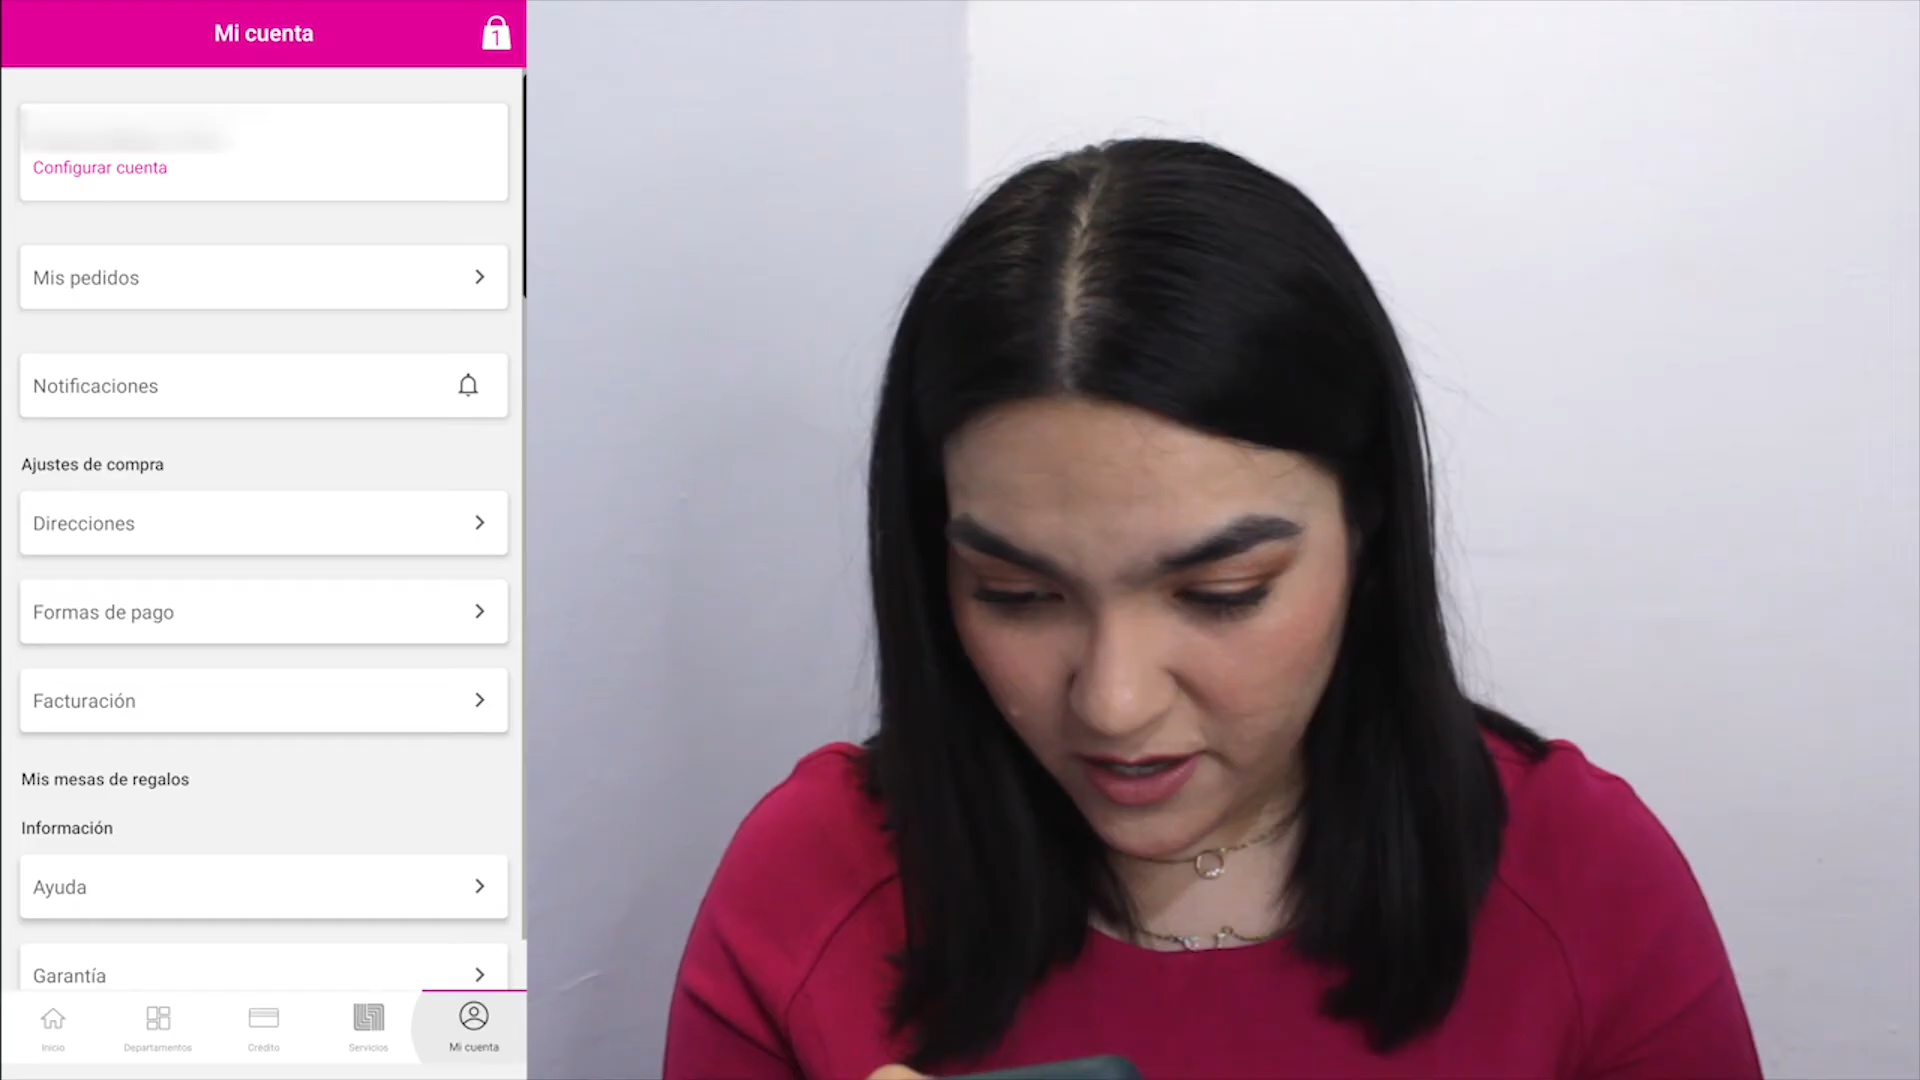 Mi cuenta
1
Configurar cuenta
Mis pedidos
Notificaciones
Ajustes de compra
Direcciones
Formas de pago
Facturación
Mis mesas de regalos
Información
Ayuda
Garantía
Inicio
Departamentos
Crédito
Servicios
Mi cuenta